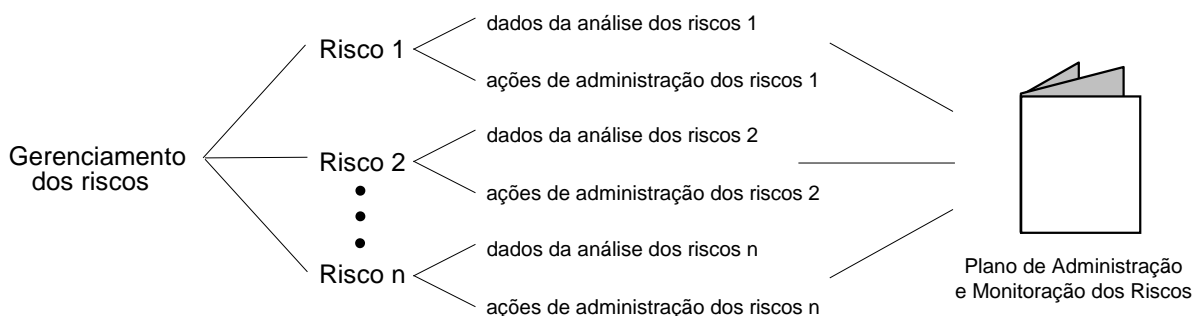 Gerenciamento
dos riscos
Risco 1
dados da análise dos riscos 1
ações de administração dos riscos 1
Risco 2
dados da análise dos riscos 2
ações de administração dos riscos 2
Risco n
dados da análise dos riscos n
ações de administração dos riscos n
Plano de Administração
e Monitoração dos Riscos